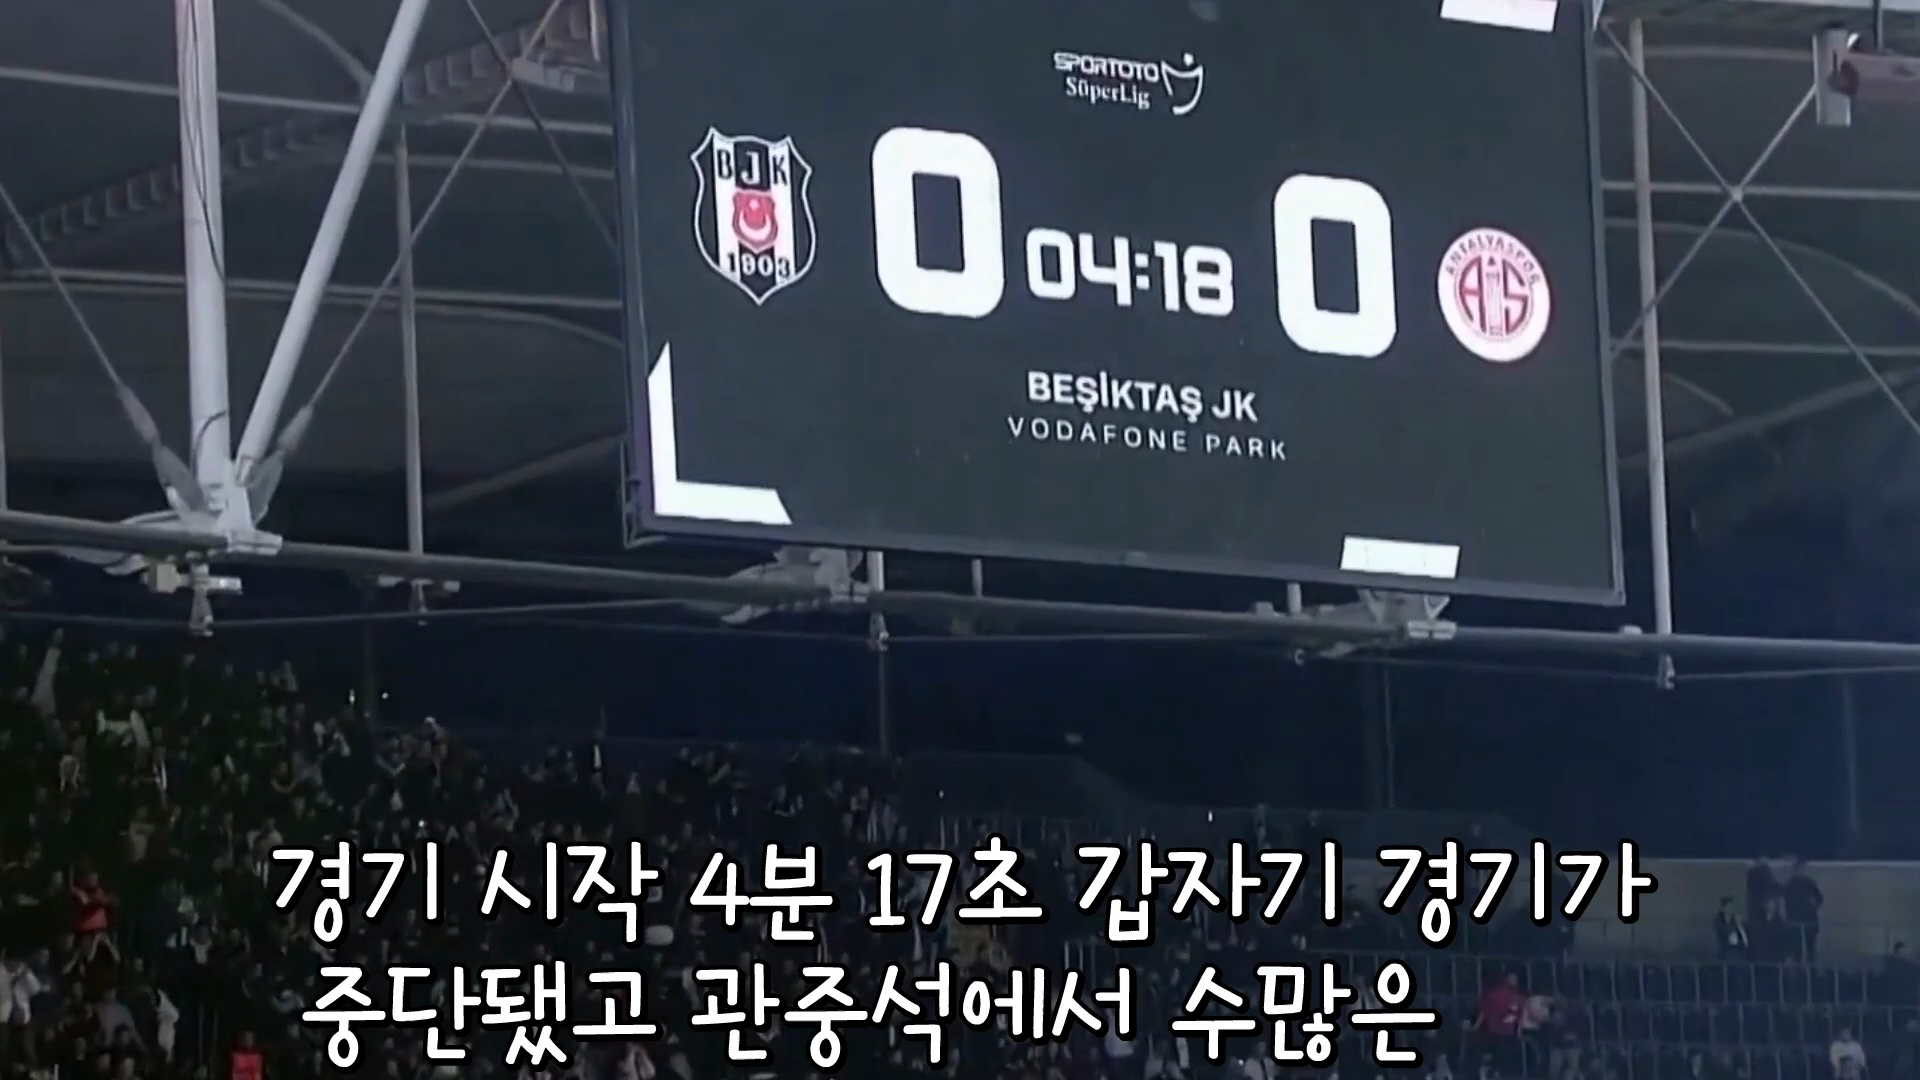 SPORTOTO
SüperLig
BJK
1903
0 04:18 0
ANTALYASPOR
AS
BEŞİKTAŞ JK
VODAFONE PARK
경기 시작 4분 17초 갑자기 경기가
중단됐고 관중석에서 수많은